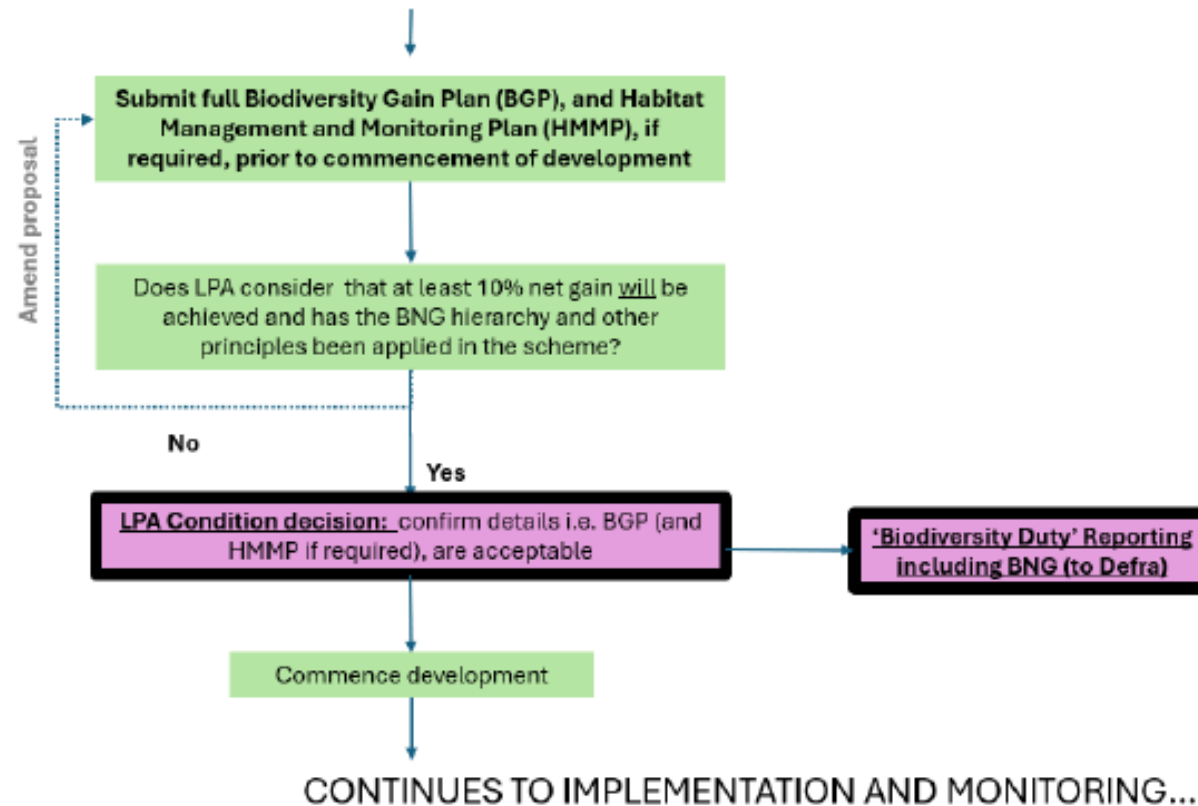 Submit full Biodiversity Gain Plan (BGP), and Habitat
Management and Monitoring Plan (HMMP), if
required, prior to commencement of development
Amend proposal
Does LPA consider that at least 10% net gain will be
achieved and has the BNG hierarchy and other
principles been applied in the scheme?
No
Yes
LPA Condition decision: confirm details i.e. BGP (and
HMMP if required), are acceptable
'Biodiversity Duty' Reporting
including BNG (to Defra)
Commence development
CONTINUES TO IMPLEMENTATION AND MONITORING...